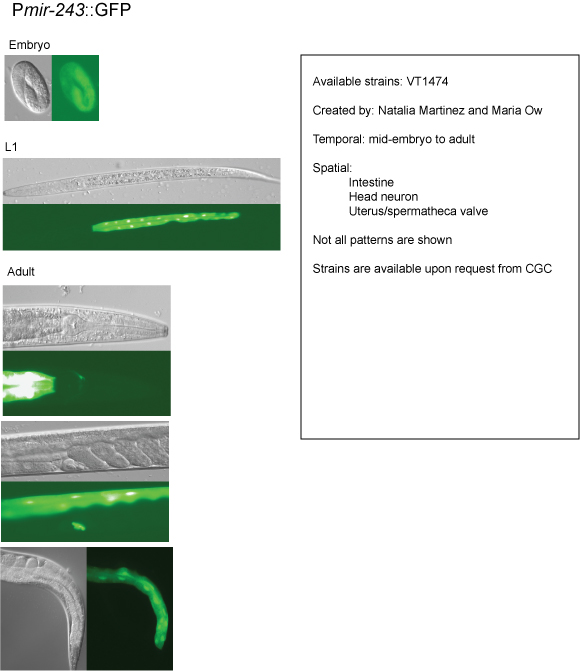 Pmir-243::GFP
Embryo
L1
Adult
Available strains: VT1474
Created by: Natalia Martinez and Maria Ow
Temporal: mid-embryo to adult
Spatial:
Intestine
Head neuron
Uterus/spermatheca valve
Not all patterns are shown
Strains are available upon request from CGC